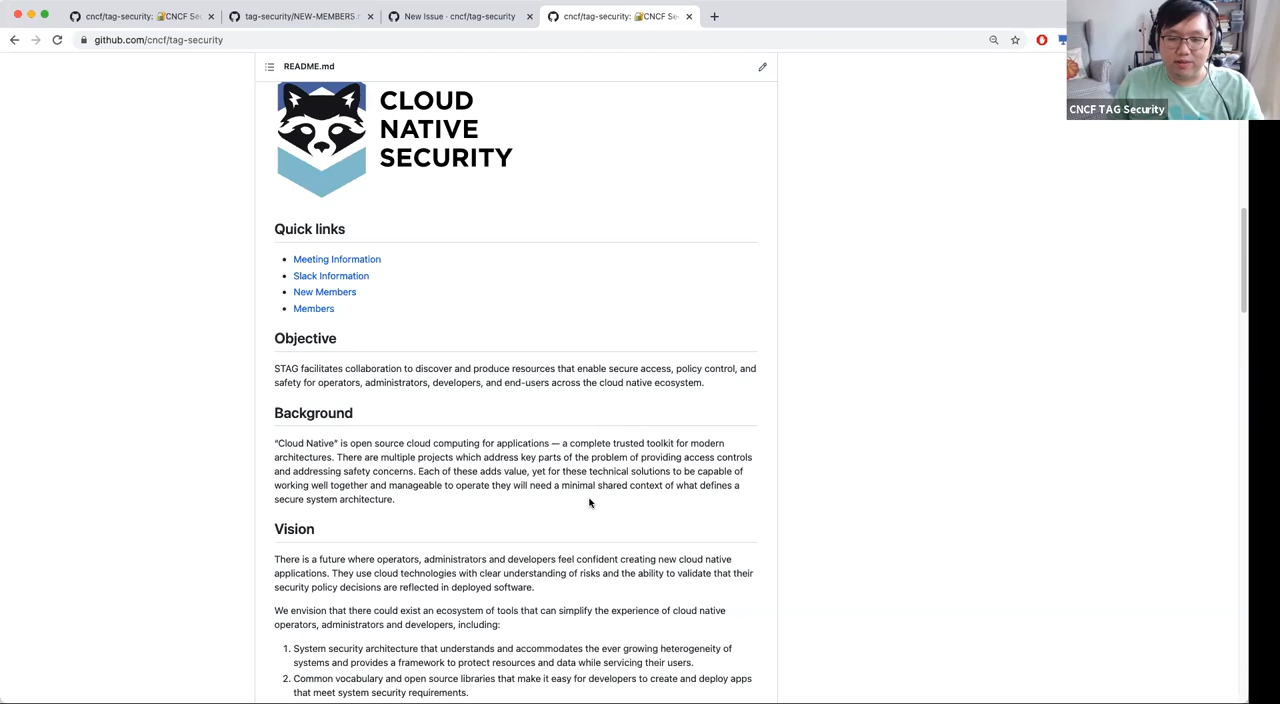 cncf/tag-security: 🔐CNCF Sec
tag-security/NEW-MEMBERS.
New Issue · cncf/tag-security
cncf/tag-security: 🔐CNCF Se
github.com/cncf/tag-security
CNCF TAG Security
README.md
CLOUD
NATIVE
SECURITY
Quick links
Meeting Information
Slack Information
New Members
Members
Objective
STAG facilitates collaboration to discover and produce resources that enable secure access, policy control, and
safety for operators, administrators, developers, and end-users across the cloud native ecosystem.
Background
“Cloud Native” is open source cloud computing for applications — a complete trusted toolkit for modern
architectures. There are multiple projects which address key parts of the problem of providing access controls
and addressing safety concerns. Each of these adds value, yet for these technical solutions to be capable of
working well together and manageable to operate they will need a minimal shared context of what defines a
secure system architecture.
Vision
There is a future where operators, administrators and developers feel confident creating new cloud native
applications. They use cloud technologies with clear understanding of risks and the ability to validate that their
security policy decisions are reflected in deployed software.
We envision that there could exist an ecosystem of tools that can simplify the experience of cloud native
operators, administrators and developers, including:
1. System security architecture that understands and accommodates the ever growing heterogeneity of
systems and provides a framework to protect resources and data while servicing their users.
2. Common vocabulary and open source libraries that make it easy for developers to create and deploy apps
that meet system security requirements.